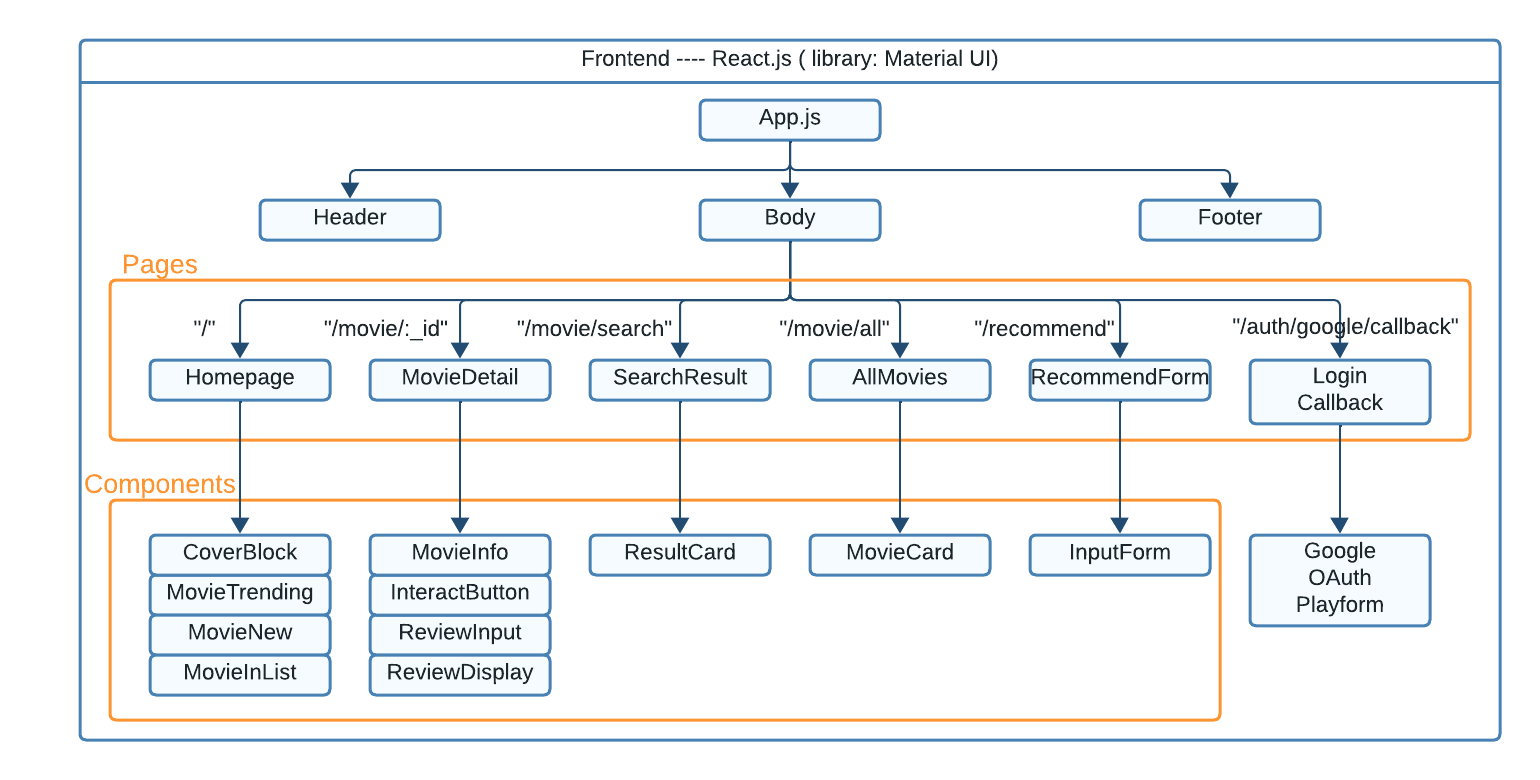 Frontend ---- React.js ( library: Material UI)
App.js
Header
Body
Footer
Pages
"/"
"/movie/:_id"
"/movie/search"
"/movie/all"
"/recommend"
"/auth/google/callback"
Homepage
MovieDetail
SearchResult
AllMovies
RecommendForm
Login
Callback
Components
CoverBlock
MovieTrending
MovieNew
MovieInList
MovieInfo
InteractButton
ReviewInput
ReviewDisplay
ResultCard
MovieCard
InputForm
Google
OAuth
Playform